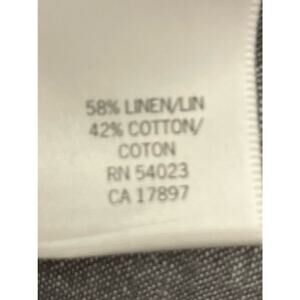 58% LINEN/LIN
42% COTTON/
COTON
RN 54023
CA 17897